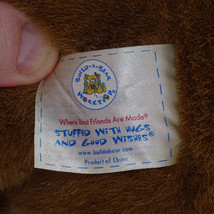 BUILD-A-BEAR
WORKSHOP®
Where Best Friends Are Made®
STUFFED WITH HUGS
AND GOOD WISHES®
www.buildabear.com
Product of China